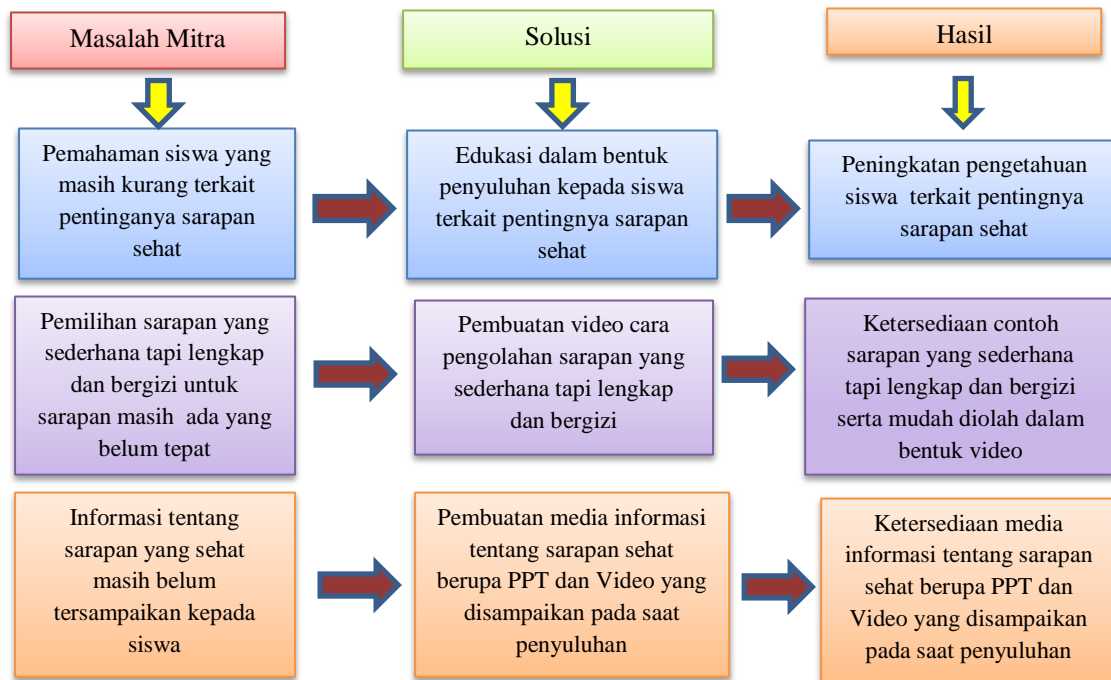 Masalah Mitra
Solusi
Hasil
Pemahaman siswa yang
masih kurang terkait
pentinganya sarapan
sehat
Edukasi dalam bentuk
penyuluhan kepada siswa
terkait pentingnya sarapan
sehat
Peningkatan pengetahuan
siswa terkait pentingnya
sarapan sehat
Pemilihan sarapan yang
sederhana tapi lengkap
dan bergizi untuk
sarapan masih ada yang
belum tepat
Pembuatan video cara
pengolahan sarapan yang
sederhana tapi lengkap
dan bergizi
Ketersediaan contoh
sarapan yang sederhana
tapi lengkap dan bergizi
serta mudah diolah dalam
bentuk video
Informasi tentang
sarapan yang sehat
masih belum
tersampaikan kepada
siswa
Pembuatan media informasi
tentang sarapan sehat
berupa PPT dan Video yang
disampaikan pada saat
penyuluhan
Ketersediaan media
informasi tentang sarapan
sehat berupa PPT dan
Video yang disampaikan
pada saat penyuluhan